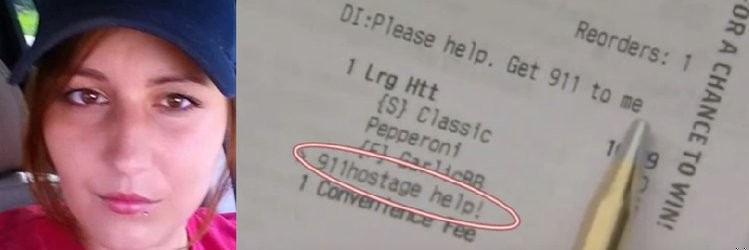 Reorders: 1
DI:Please help. Get 911 to me
1 Lrg Htt
{S} Classic
Pepperoni
{F} GarlicBB
911hostage help!
1 Convenience Fee
OR A CHANCE TO WIN!